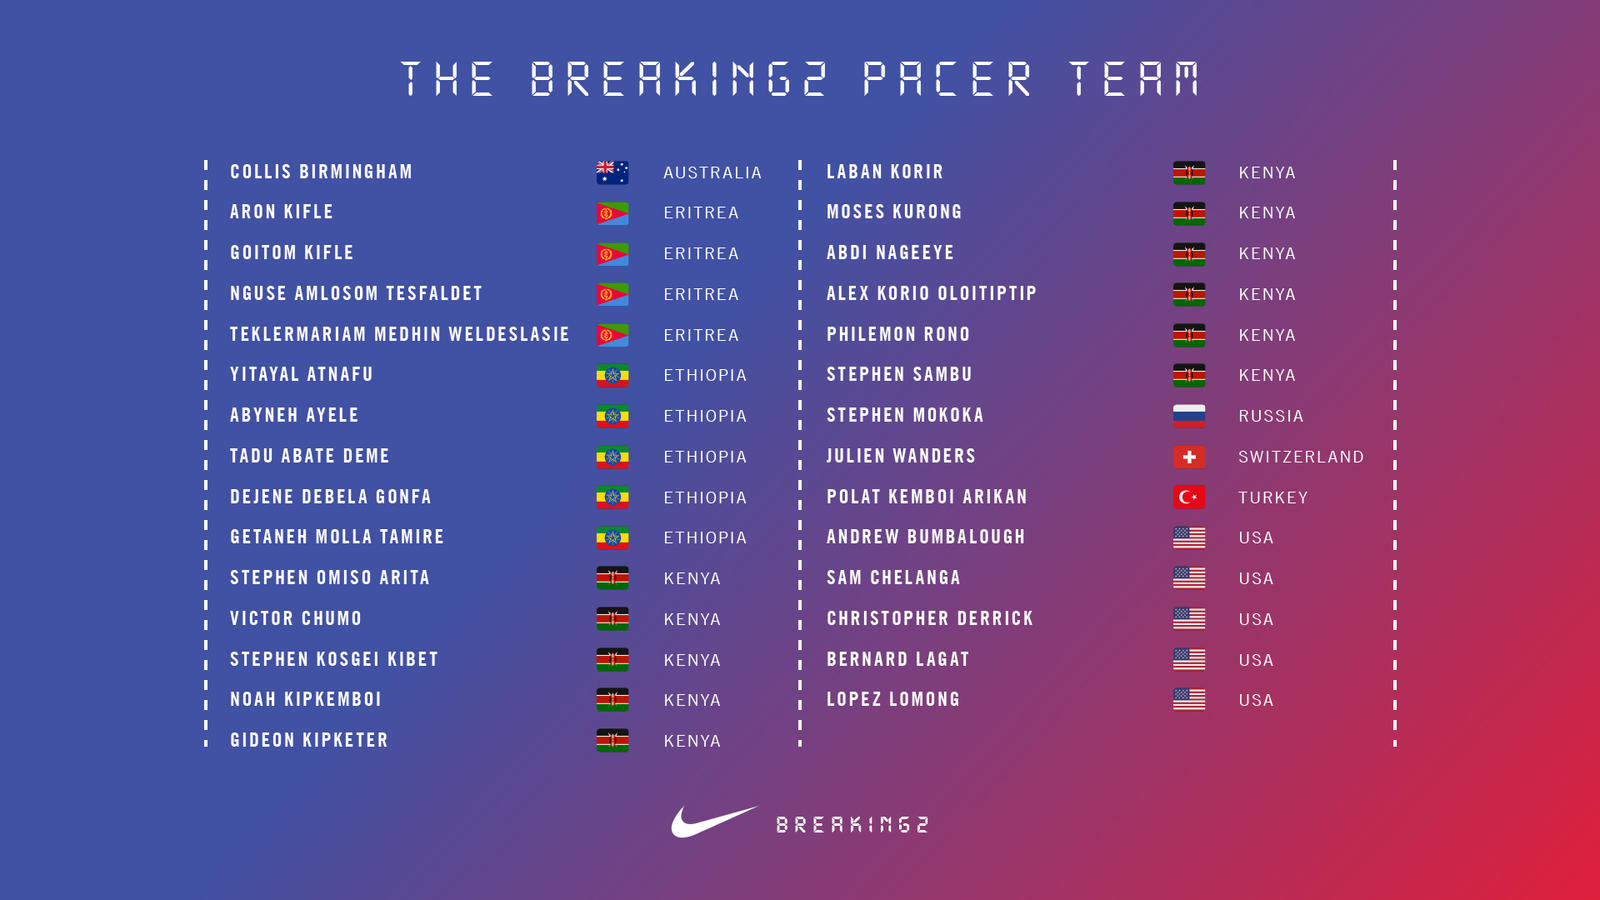 THE BREAKING2 PACER TEAM
COLLIS BIRMINGHAM AUSTRALIA
ARON KIFLE ERITREA
GOITOM KIFLE ERITREA
NGUSE AMLOSOM TESFALDET ERITREA
TEKLERMARIAM MEDHIN WELDESLASIE ERITREA
YITAYAL ATNAFU ETHIOPIA
ABYNEH AYELE ETHIOPIA
TADU ABATE DEME ETHIOPIA
DEJENE DEBELA GONFA ETHIOPIA
GETANEH MOLLA TAMIRE ETHIOPIA
STEPHEN OMISO ARITA KENYA
VICTOR CHUMO KENYA
STEPHEN KOSGEI KIBET KENYA
NOAH KIPKEMBOI KENYA
GIDEON KIPKETER KENYA
LABAN KORIR KENYA
MOSES KURONG KENYA
ABDI NAGEEYE KENYA
ALEX KORIO OLOITIPTIP KENYA
PHILEMON RONO KENYA
STEPHEN SAMBU KENYA
STEPHEN MOKOKA RUSSIA
JULIEN WANDERS SWITZERLAND
POLAT KEMBOI ARIKAN TURKEY
ANDREW BUMBALOUGH USA
SAM CHELANGA USA
CHRISTOPHER DERRICK USA
BERNARD LAGAT USA
LOPEZ LOMONG USA
BREAKING2